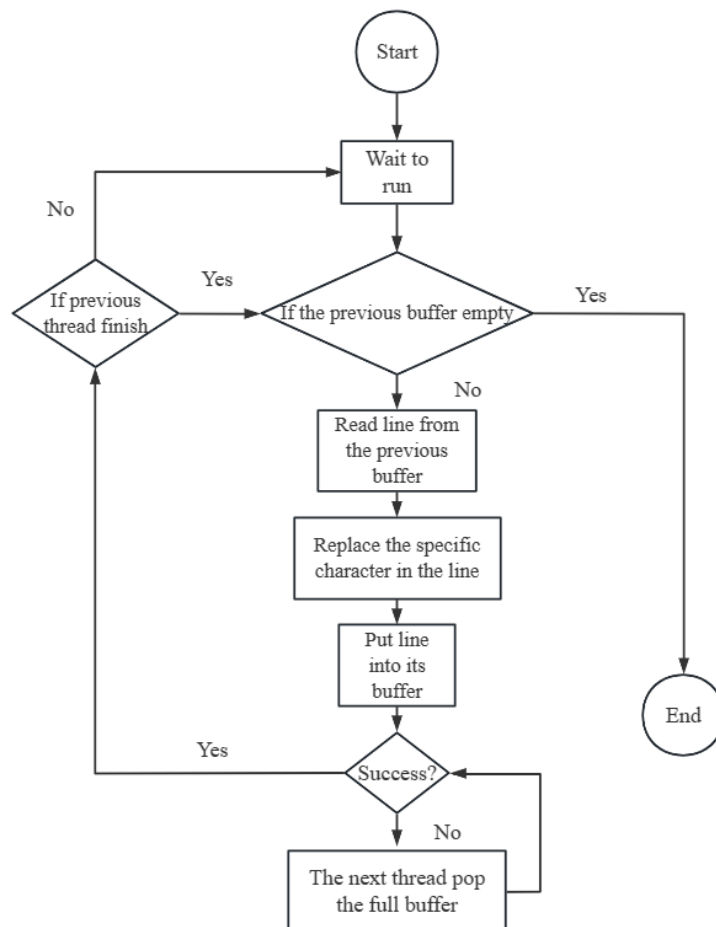 Start
Wait to
run
No
If previous
thread finish
Yes
If the previous buffer empty
Yes
No
Read line from
the previous
buffer
Replace the specific
character in the line
Put line
into its
buffer
End
Yes
Success?
No
The next thread pop
the full buffer